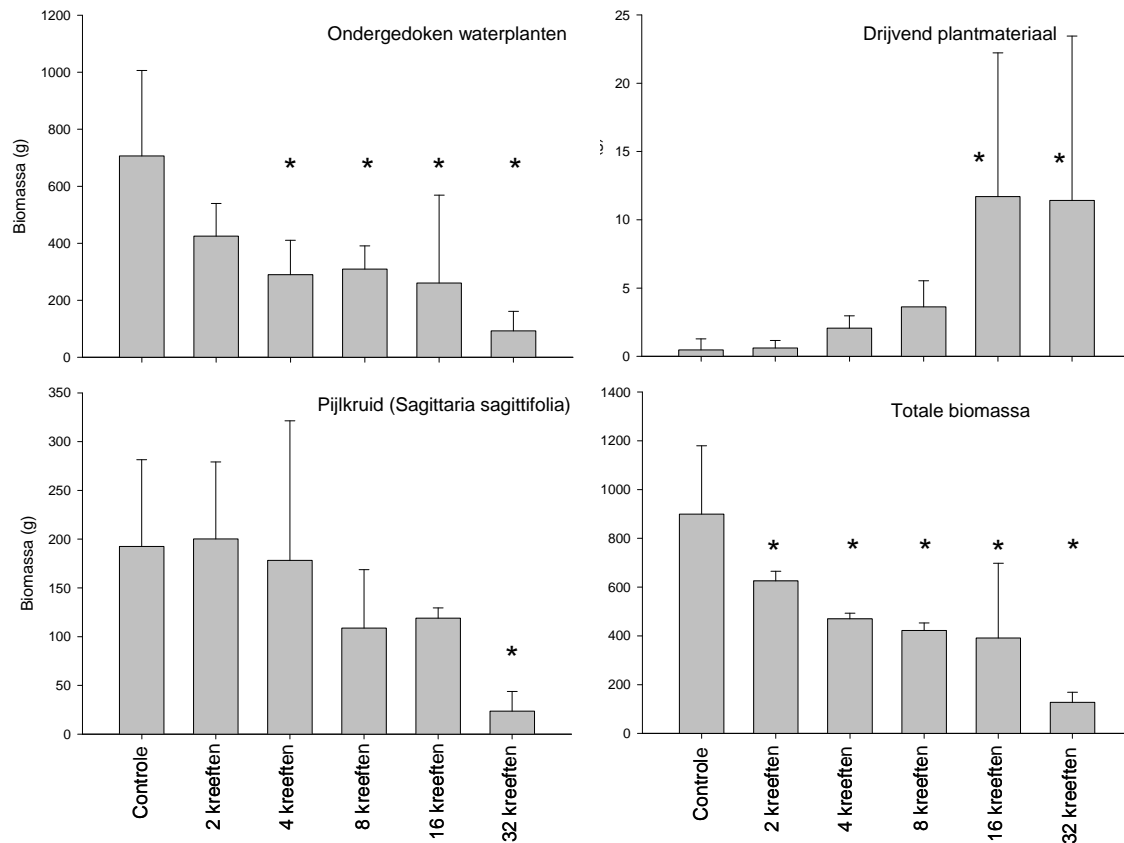 Ondergedoken waterplanten
Biomassa (g)
1200
1000
800
600
400
200
0
* * * *
Drijvend plantmateriaal
25
20
15
10
5
0
* *
Pijlkruid (Sagittaria sagittifolia)
Biomassa (g)
350
300
250
200
150
100
50
0
*
Controle
2 kreeften
4 kreeften
8 kreeften
16 kreeften
32 kreeften
Totale biomassa
1400
1200
1000
800
600
400
200
0
* * * * *
Controle
2 kreeften
4 kreeften
8 kreeften
16 kreeften
32 kreeften